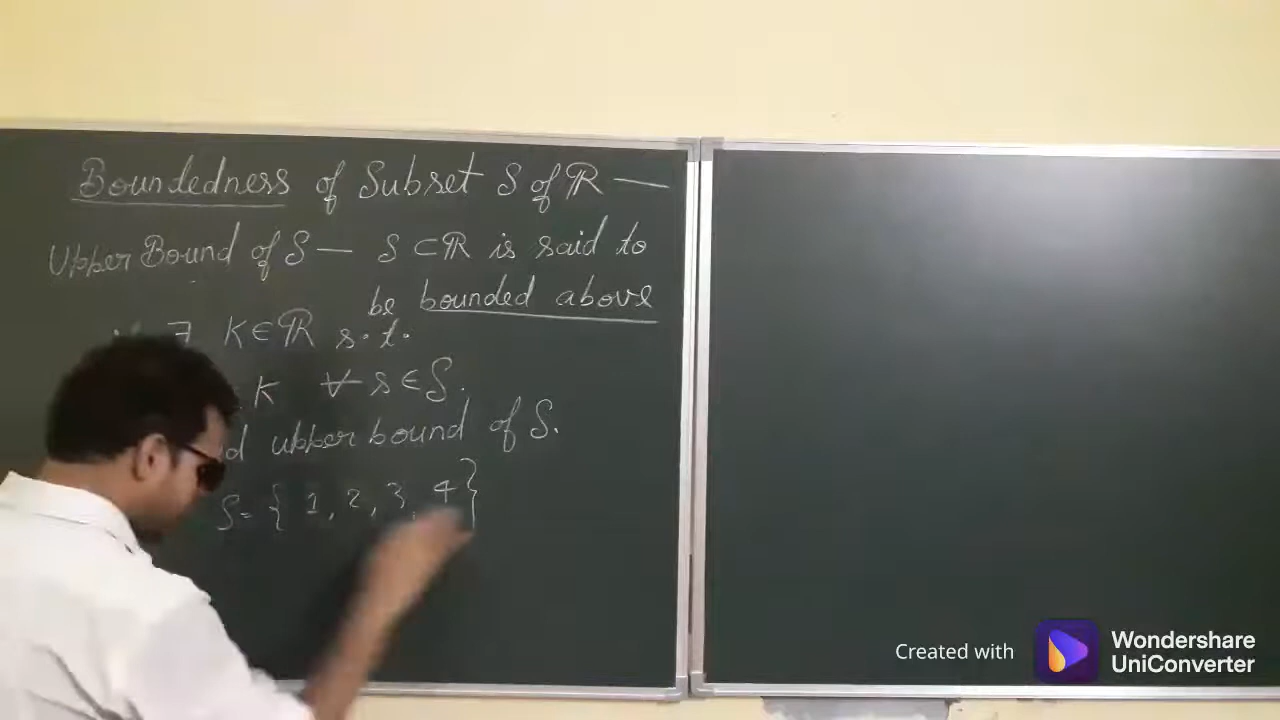 Boundedness of Subset S of ℝ —
Upper Bound of S — S ⊂ ℝ is said to
be bounded above
∃ K ∈ ℝ s.t.
K ∀ s ∈ S.
upper bound of S.
S = { 1, 2, 3, 4 }
Created with Wondershare UniConverter